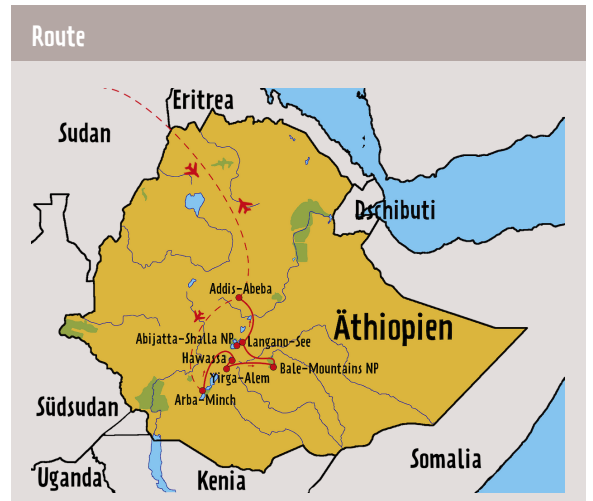 Route
Eritrea
Sudan
Dschibuti
Addis-Abeba
Äthiopien
Abijatta-Shalla NP
Langano-See
Hawassa
Bale-Mountains NP
Yirga-Alem
Arba-Minch
Südsudan
Somalia
Uganda
Kenia